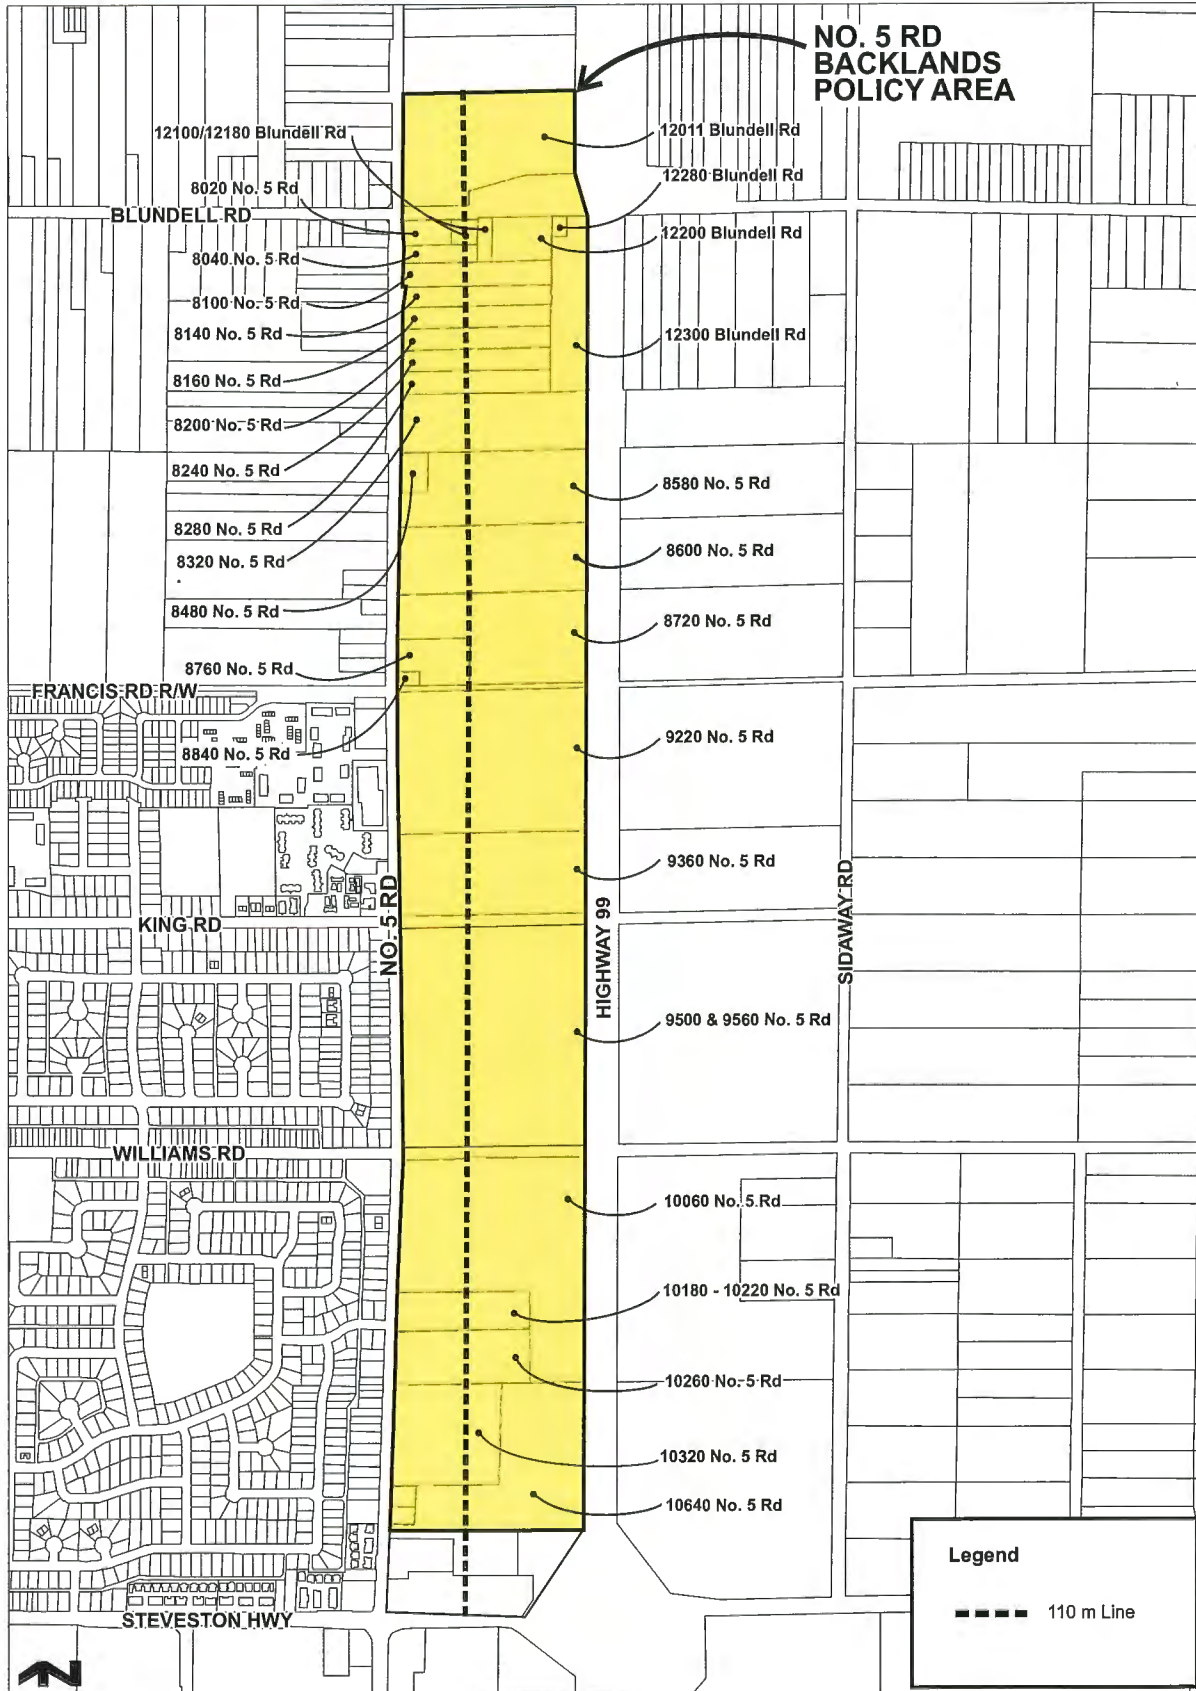 NO. 5 RD
BACKLANDS
POLICY AREA
12100/12180 Blundell Rd
12011 Blundell Rd
12280 Blundell Rd
8020 No. 5 Rd
BLUNDELL RD
12200 Blundell Rd
8040 No. 5 Rd
8100 No. 5 Rd
8140 No. 5 Rd
12300 Blundell Rd
8160 No. 5 Rd
8200 No. 5 Rd
8240 No. 5 Rd
8580 No. 5 Rd
8280 No. 5 Rd
8320 No. 5 Rd
8600 No. 5 Rd
8480 No. 5 Rd
8720 No. 5 Rd
8760 No. 5 Rd
FRANCIS RD R/W
8840 No. 5 Rd
9220 No. 5 Rd
9360 No. 5 Rd
NO. 5 RD
HIGHWAY 99
SIDAWAY RD
KING RD
9500 & 9560 No. 5 Rd
WILLIAMS RD
10060 No. 5 Rd
10180 - 10220 No. 5 Rd
10260 No. 5 Rd
10320 No. 5 Rd
10640 No. 5 Rd
Legend
110 m Line
STEVESTON HWY
Z